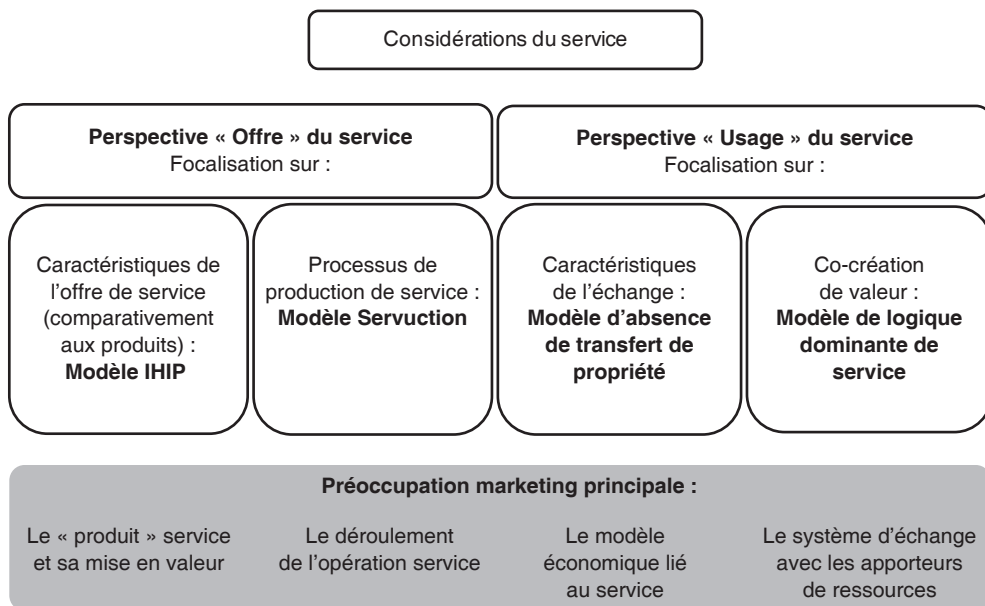 Considérations du service
Perspective « Offre » du service
Focalisation sur :
Perspective « Usage » du service
Focalisation sur :
Caractéristiques de
l'offre de service
(comparativement
aux produits) :
Modèle IHIP
Processus de
production de service :
Modèle Servuction
Caractéristiques
de l'échange :
Modèle d'absence
de transfert de
propriété
Co-création
de valeur :
Modèle de logique
dominante de
service
Préoccupation marketing principale :
Le « produit » service
et sa mise en valeur
Le déroulement
de l'opération service
Le modèle
économique lié
au service
Le système d'échange
avec les apporteurs
de ressources